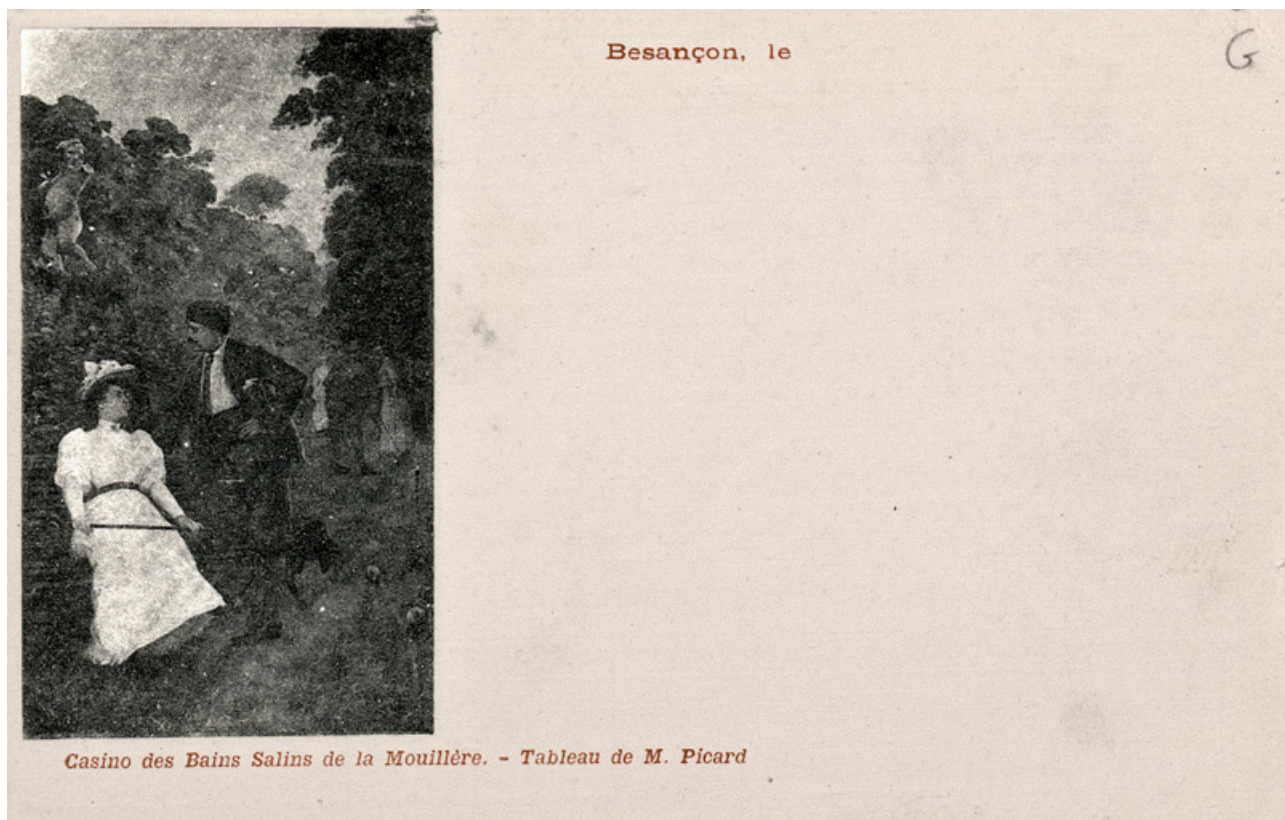 Besançon, le
G
Casino des Bains Salins de la Mouillère. - Tableau de M. Picard